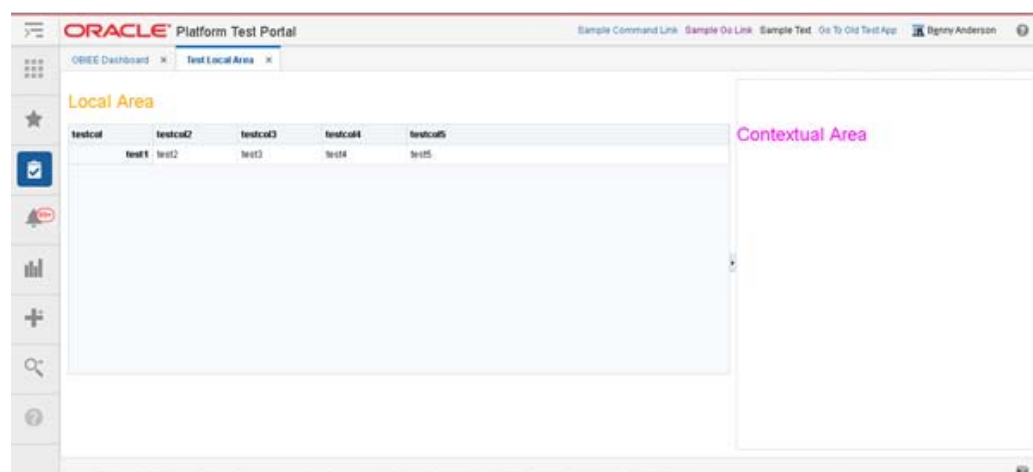 ORACLE Platform Test Portal
Sample Command Link Sample Go Link Sample Text Go To Old Test App Benny Anderson
OBIEE Dashboard Test Local Area
Local Area
testcol testcol2 testcol3 testcol4 testcol5
test1 test2 test3 test4 test5
Contextual Area
99+